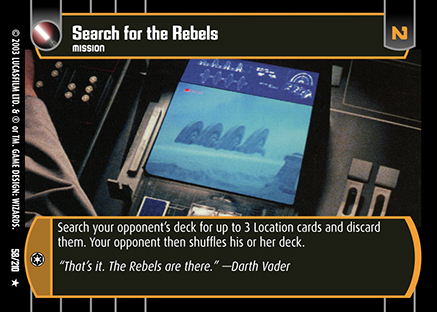 Search for the Rebels
MISSION
N
Search your opponent's deck for up to 3 Location cards and discard
them. Your opponent then shuffles his or her deck.
"That's it. The Rebels are there." —Darth Vader
© 2003 LUCASFILM LTD. & ® or TM. GAME DESIGN: WIZARDS.
58/210